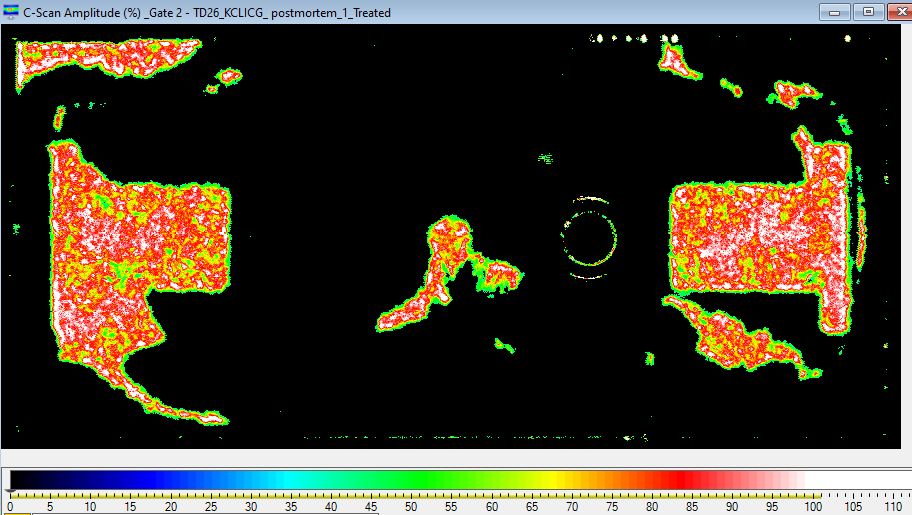 C-Scan Amplitude (%) _Gate 2 - TD26_KCLICG_ postmortem_1_Treated
0 5 10 15 20 25 30 35 40 45 50 55 60 65 70 75 80 85 90 95 100 105 110